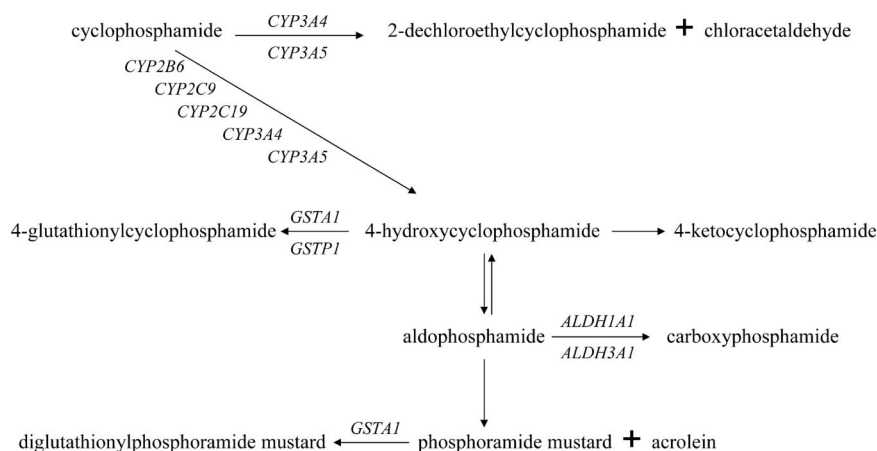 cyclophosphamide CYP3A4 2-dechloroethylcyclophosphamide + chloracetaldehyde
CYP3A5
CYP2B6
CYP2C9
CYP2C19
CYP3A4
CYP3A5
GSTA1
4-glutathionylcyclophosphamide 4-hydroxycyclophosphamide 4-ketocyclophosphamide
GSTP1
ALDH1A1
aldophosphamide carboxyphosphamide
ALDH3A1
GSTA1
diglutathionylphosphoramide mustard phosphoramide mustard + acrolein